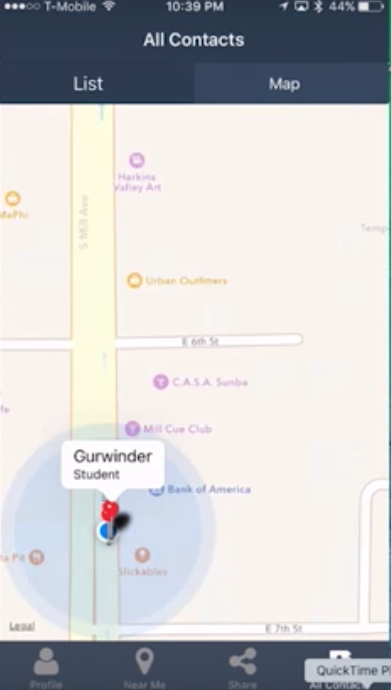 T-Mobile 10:39 PM 44%
All Contacts
List Map
Harkins
Valley Art
MePhi
S Mill Ave
Temp
Urban Outfitters
E 6th St
C.A.S.A. Sunba
fe
Mill Cue Club
Gurwinder
Student
Bank of America
ta Pit
Slickables
Legal
E 7th St
Profile Near Me Share All Contac
QuickTime P